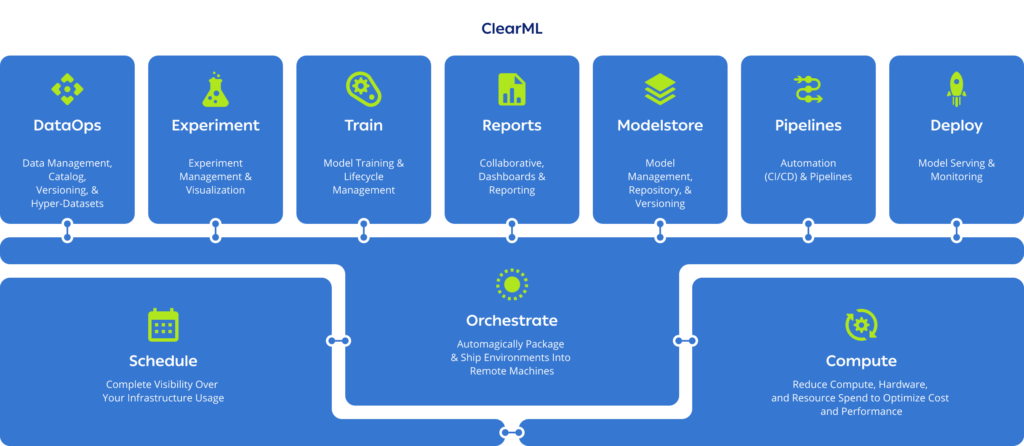 ClearML
DataOps
Data Management,
Catalog,
Versioning, &
Hyper-Datasets
Experiment
Experiment
Management &
Visualization
Train
Model Training &
Lifecycle
Management
Reports
Collaborative,
Dashboards &
Reporting
Modelstore
Model
Management,
Repository, &
Versioning
Pipelines
Automation
(CI/CD) & Pipelines
Deploy
Model Serving &
Monitoring
Orchestrate
Automagically Package
& Ship Environments Into
Remote Machines
Schedule
Complete Visibility Over
Your Infrastructure Usage
Compute
Reduce Compute, Hardware,
and Resource Spend to Optimize Cost
and Performance